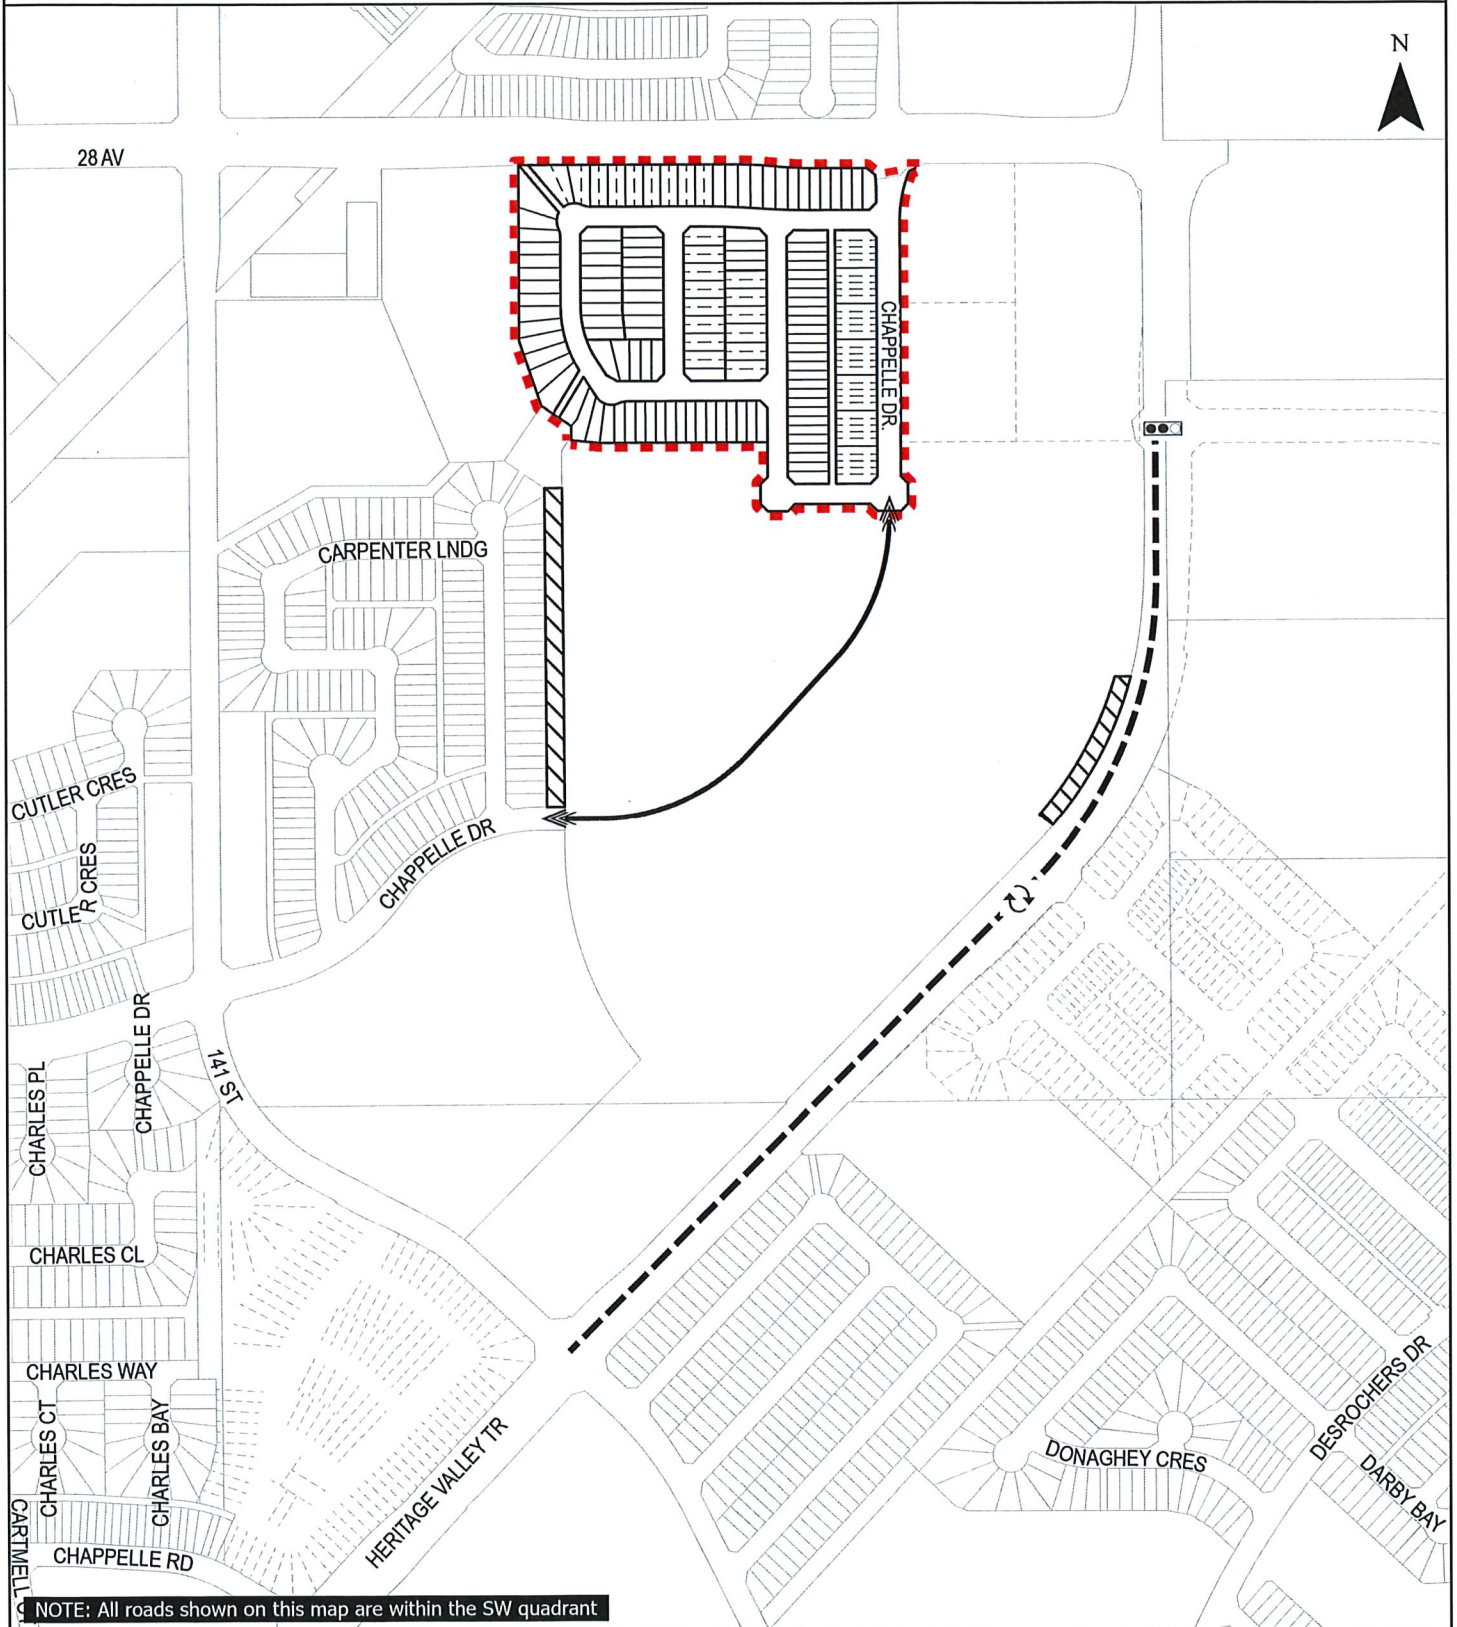 N
28 AV
CHAPPELLE DR.
CARPENTER LNDG
CUTLER CRES
CHAPPELLE DR
CUTLER CRES
CHAPPELLE DR
141 ST
CHARLES PL
CHARLES CL
CHARLES WAY
CHARLES CT
CHARLES BAY
HERITAGE VALLEY TR
DESROCHERS DR
DONAGHEY CRES
DARBY BAY
CARTMELL
CHAPPELLE RD
NOTE: All roads shown on this map are within the SW quadrant